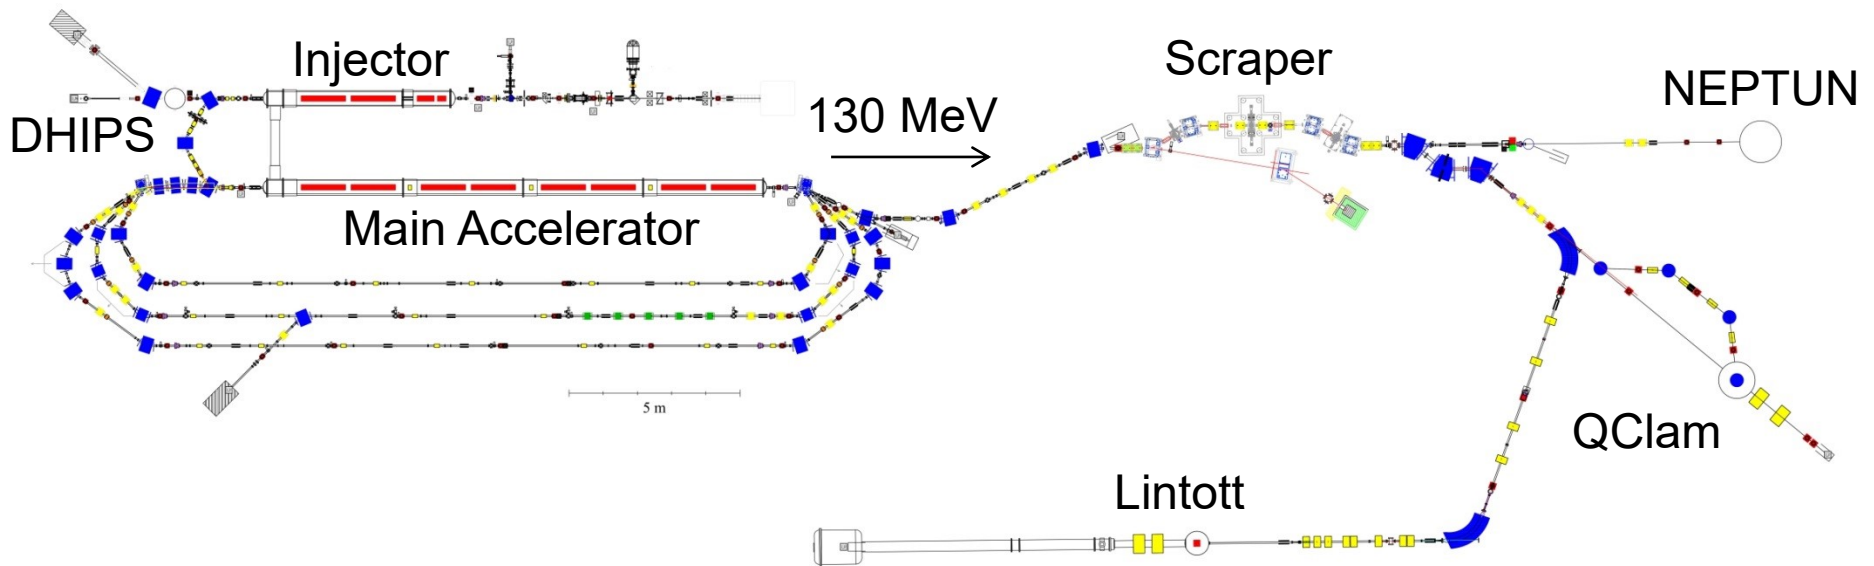 Injector
Scraper
NEPTUN
130 MeV
DHIPS
Main Accelerator
5 m
QClam
Lintott